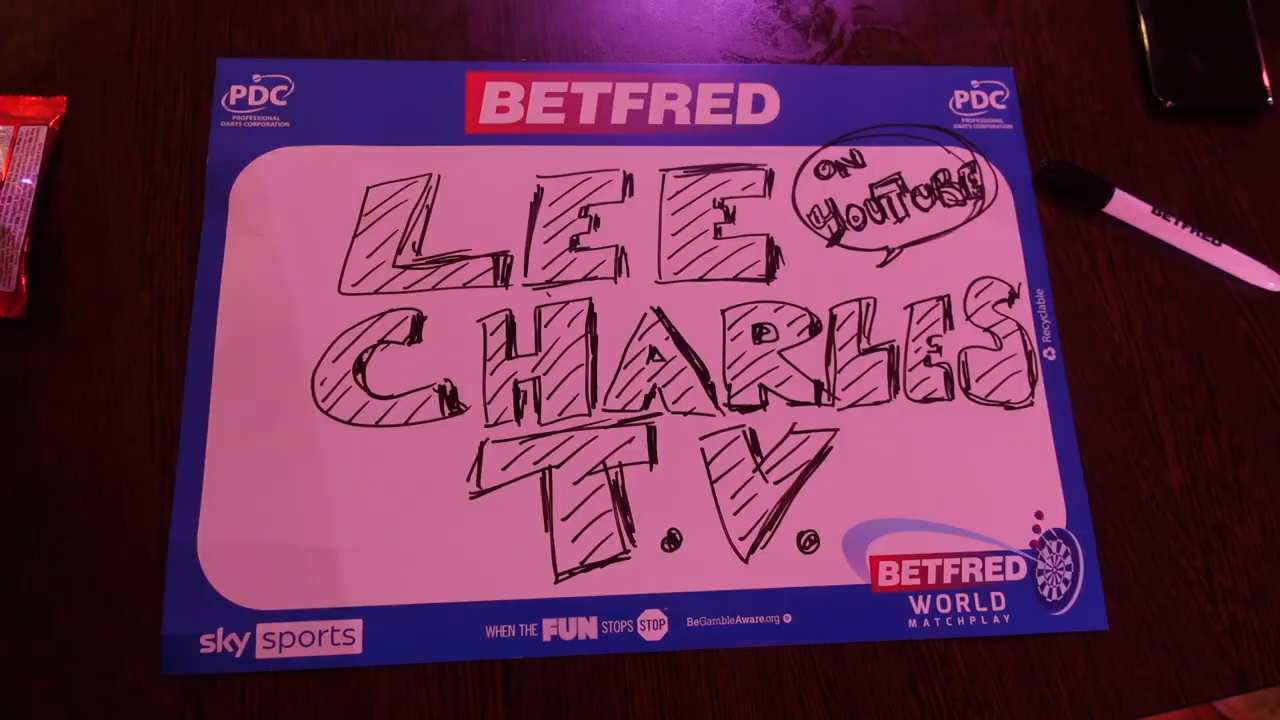 PDC
PROFESSIONAL
DARTS CORPORATION
BETFRED
PDC
PROFESSIONAL
DARTS CORPORATION
LEE
ON
YOUTUBE
CHARLES
T.V.
BETFRED
Recyclable
BETFRED
WORLD
MATCHPLAY
sky sports
WHEN THE FUN STOPS STOP
BeGambleAware.org